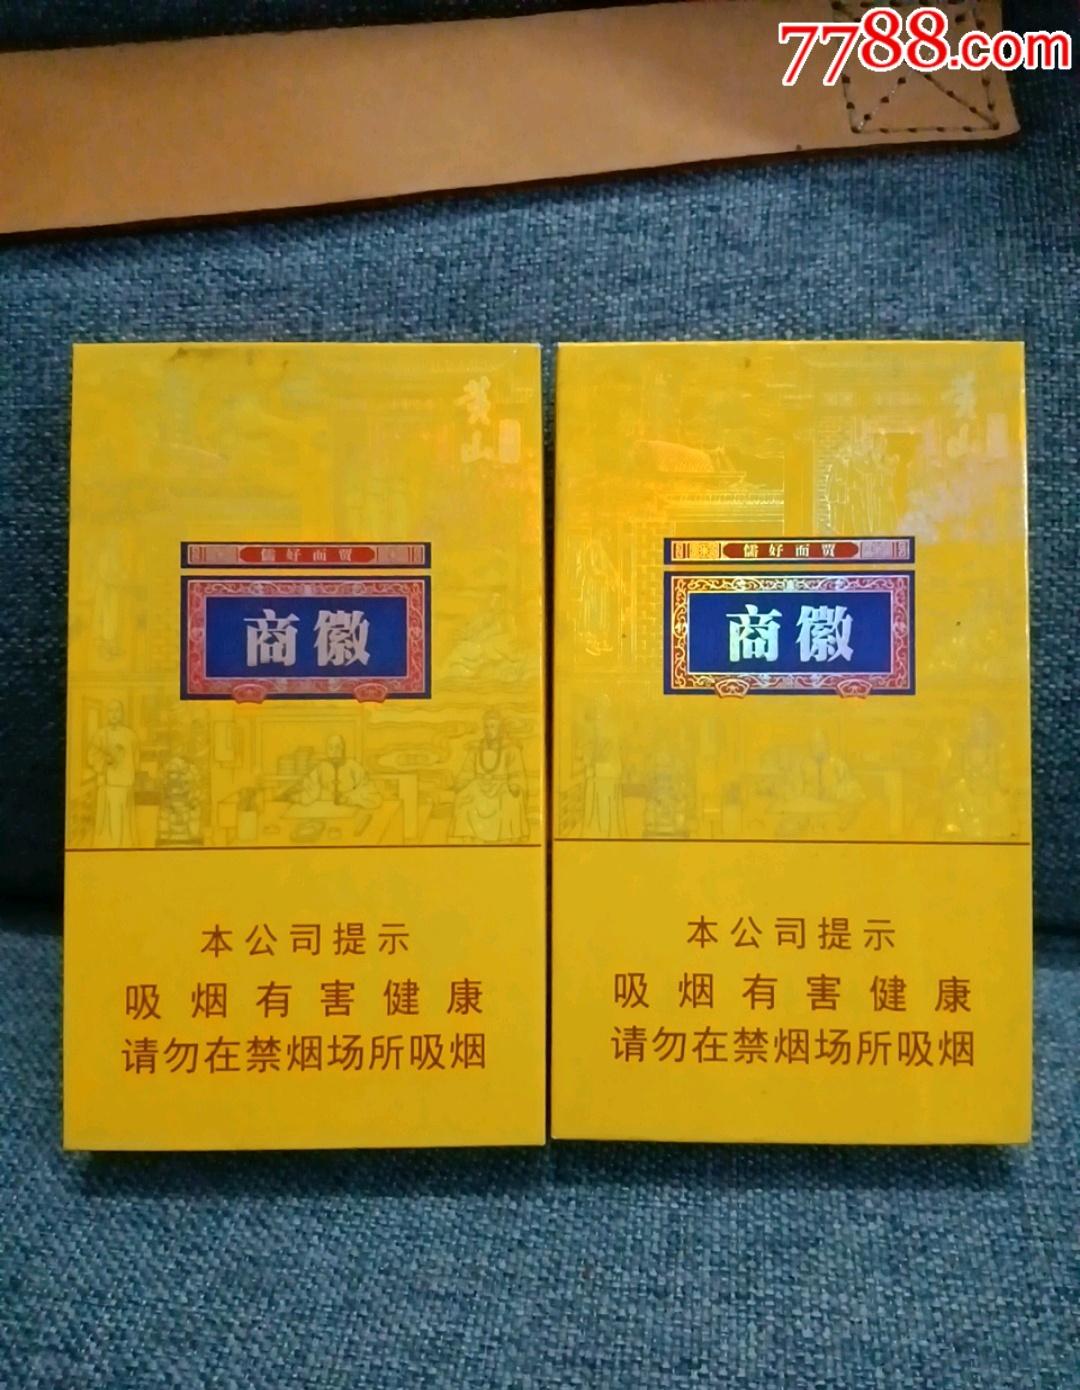 7788.com
黄山
儒好而贾
商徽
本公司提示
吸烟有害健康
请勿在禁烟场所吸烟
黄山
儒好而贾
商徽
本公司提示
吸烟有害健康
请勿在禁烟场所吸烟